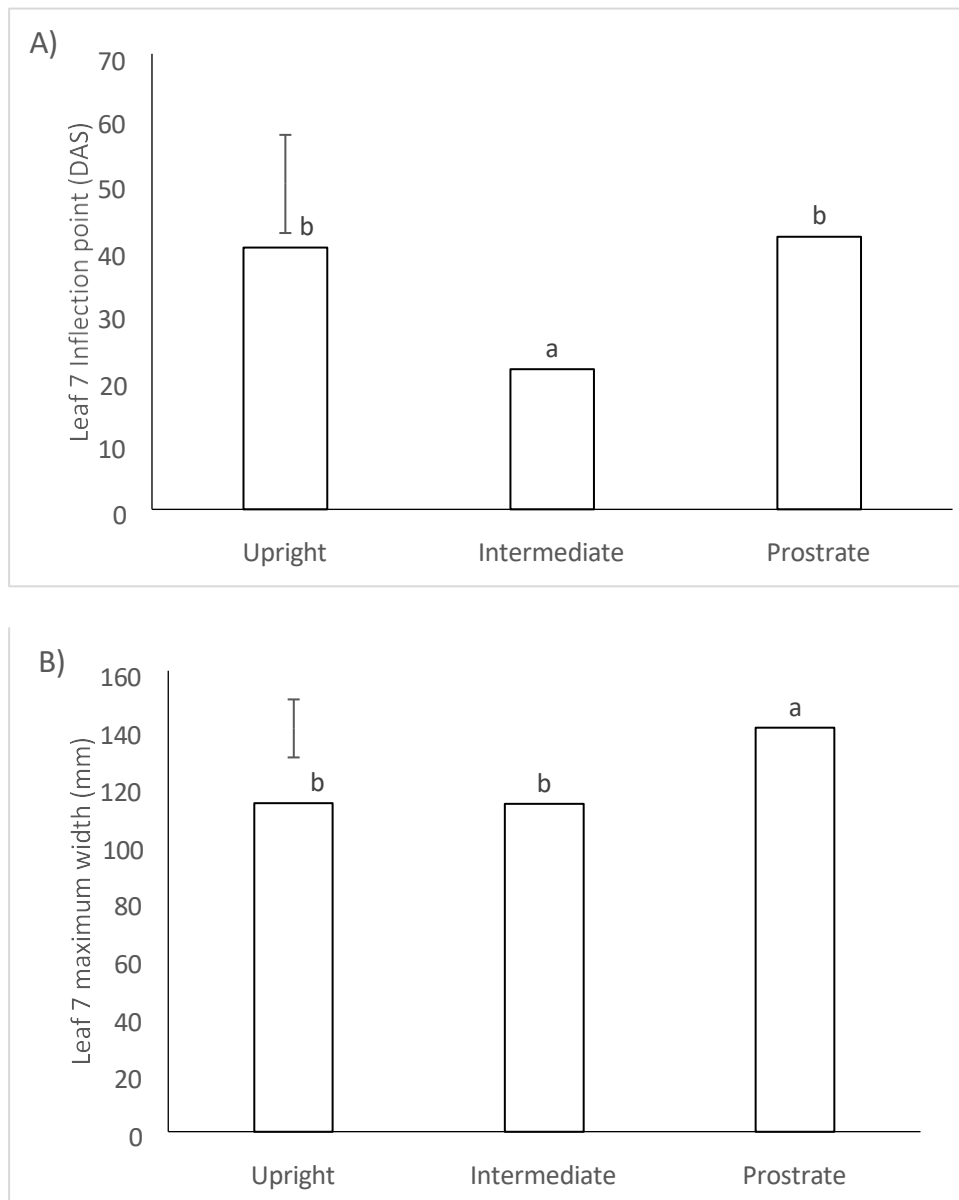 A)
70
60
50
40
30
20
10
0
Leaf 7 Inflection point (DAS)
b
a
b
Upright Intermediate Prostrate
B)
160
140
120
100
80
60
40
20
0
Leaf 7 maximum width (mm)
b
b
a
Upright Intermediate Prostrate